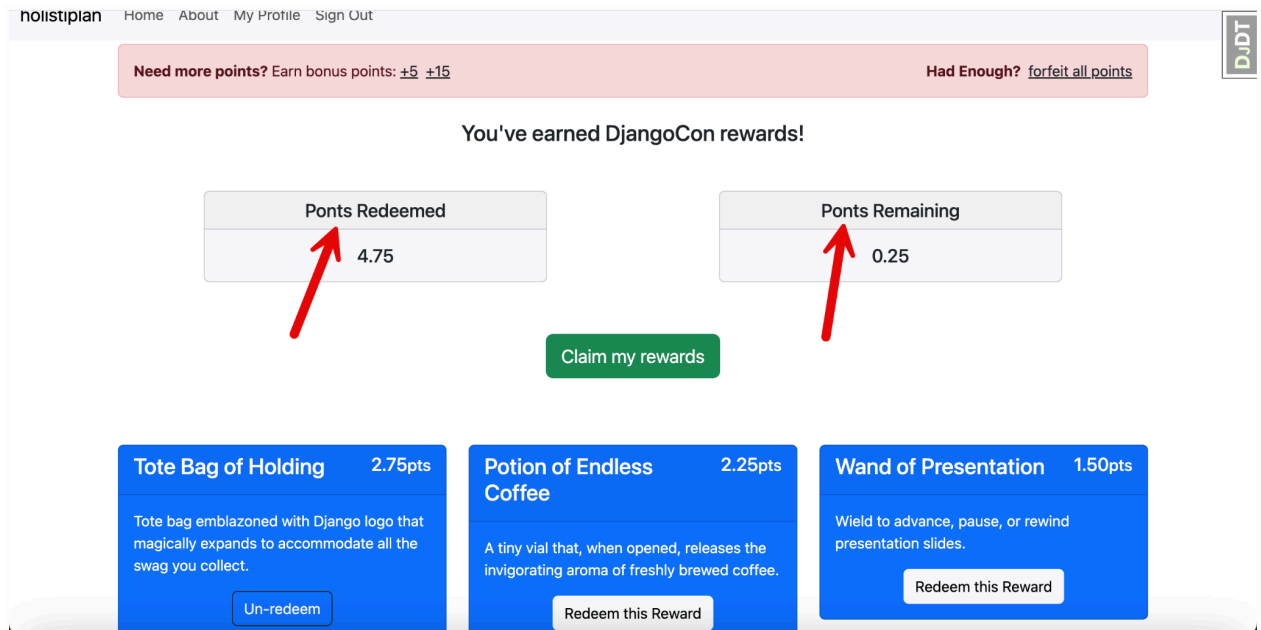 holistiplan Home About My Profile Sign Out
DJDT
Need more points? Earn bonus points: +5 +15
Had Enough? forfeit all points
You've earned DjangoCon rewards!
Ponts Redeemed
4.75
Ponts Remaining
0.25
Claim my rewards
Tote Bag of Holding 2.75pts
Tote bag emblazoned with Django logo that
magically expands to accommodate all the
swag you collect.
Un-redeem
Potion of Endless 2.25pts
Coffee
A tiny vial that, when opened, releases the
invigorating aroma of freshly brewed coffee.
Redeem this Reward
Wand of Presentation 1.50pts
Wield to advance, pause, or rewind
presentation slides.
Redeem this Reward